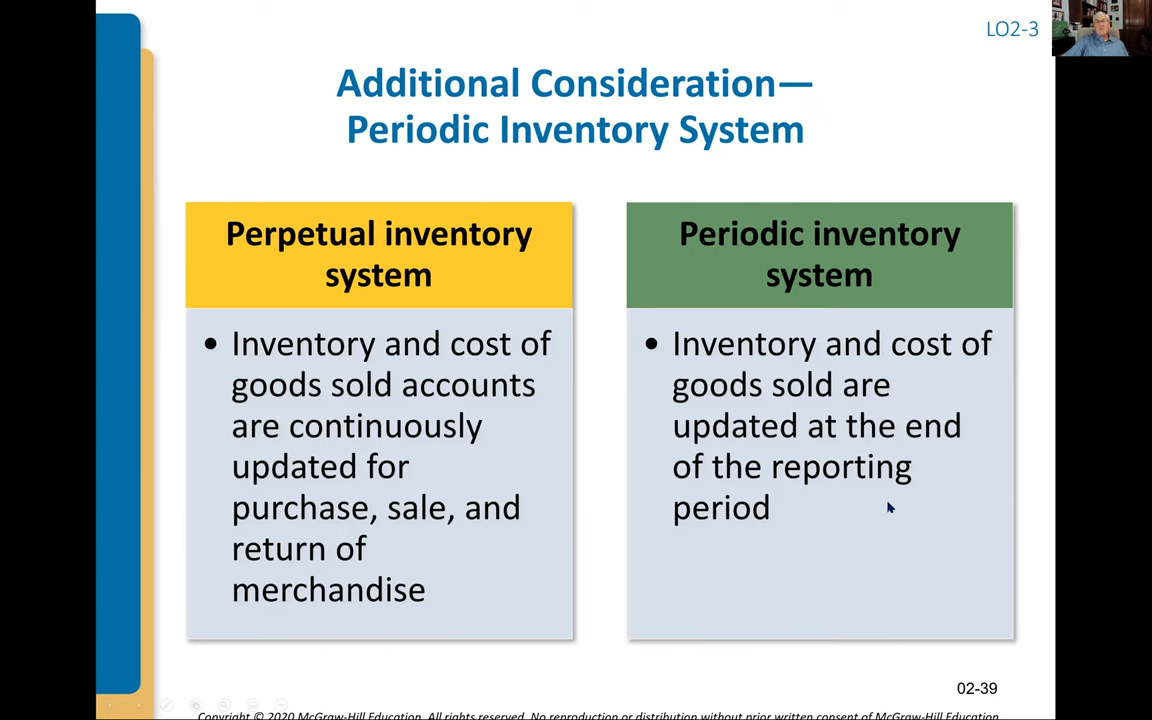 LO2-3
Additional Consideration—
Periodic Inventory System
Perpetual inventory
system
• Inventory and cost of
goods sold accounts
are continuously
updated for
purchase, sale, and
return of
merchandise
Periodic inventory
system
• Inventory and cost of
goods sold are
updated at the end
of the reporting
period
02-39
Copyright © 2020 McGraw-Hill Education. All rights reserved. No reproduction or distribution without prior written consent of McGraw-Hill Education